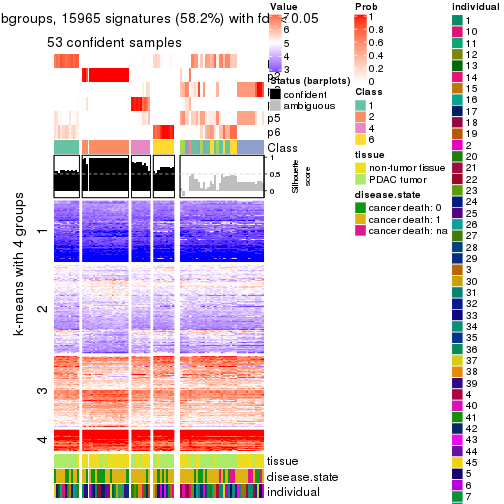 bgroups, 15965 signatures (58.2%) with fdr < 0.05
53 confident samples
p5
p6
Class
1
0.5
0
Silhouette
score
k-means with 4 groups
1
2
3
4
tissue
disease.state
individual
Value
6
5
4
3
Status (barplots)
confident
ambiguous
Prob
1
0.8
0.6
0.4
0.2
0
Class
1
2
4
6
tissue
non-tumor tissue
PDAC tumor
disease.state
cancer death: 0
cancer death: 1
cancer death: na
individual
1
10
11
12
13
14
15
16
17
18
19
2
20
21
22
23
24
25
26
27
28
29
3
30
31
32
33
34
35
36
37
38
39
4
40
41
42
43
44
45
5
6
7